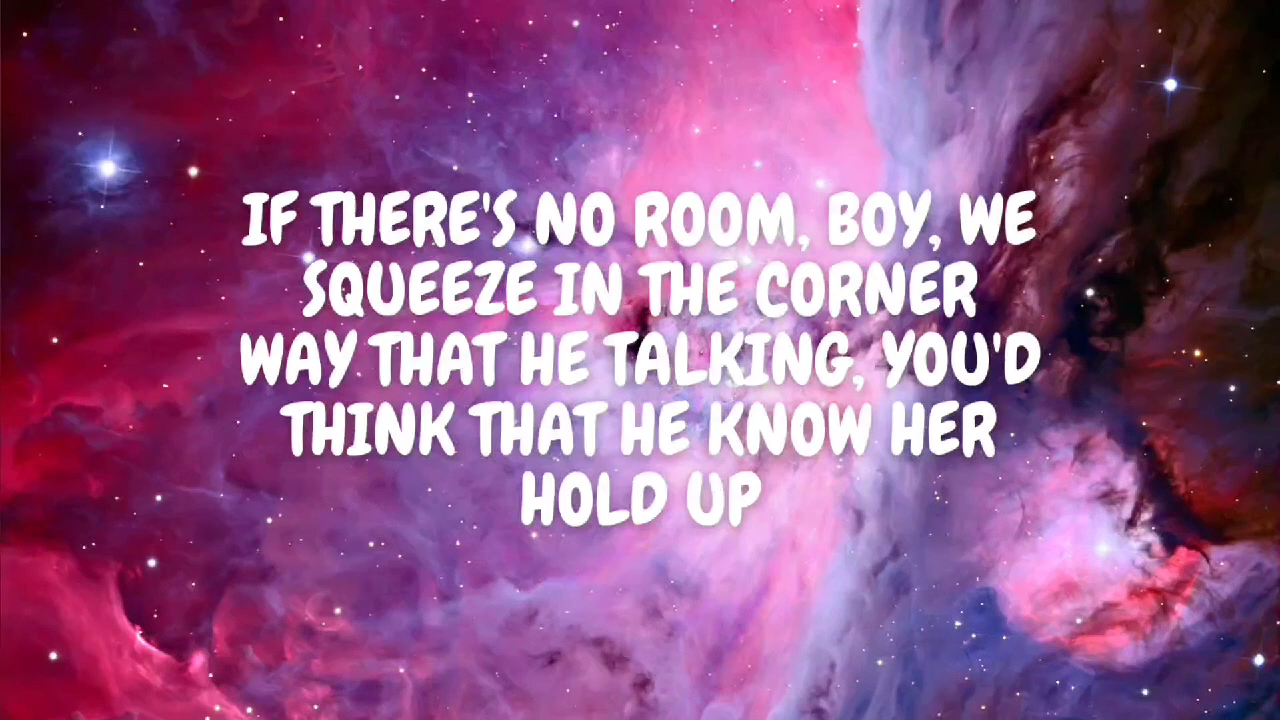 IF THERE'S NO ROOM, BOY, WE
SQUEEZE IN THE CORNER
WAY THAT HE TALKING, YOU'D
THINK THAT HE KNOW HER
HOLD UP